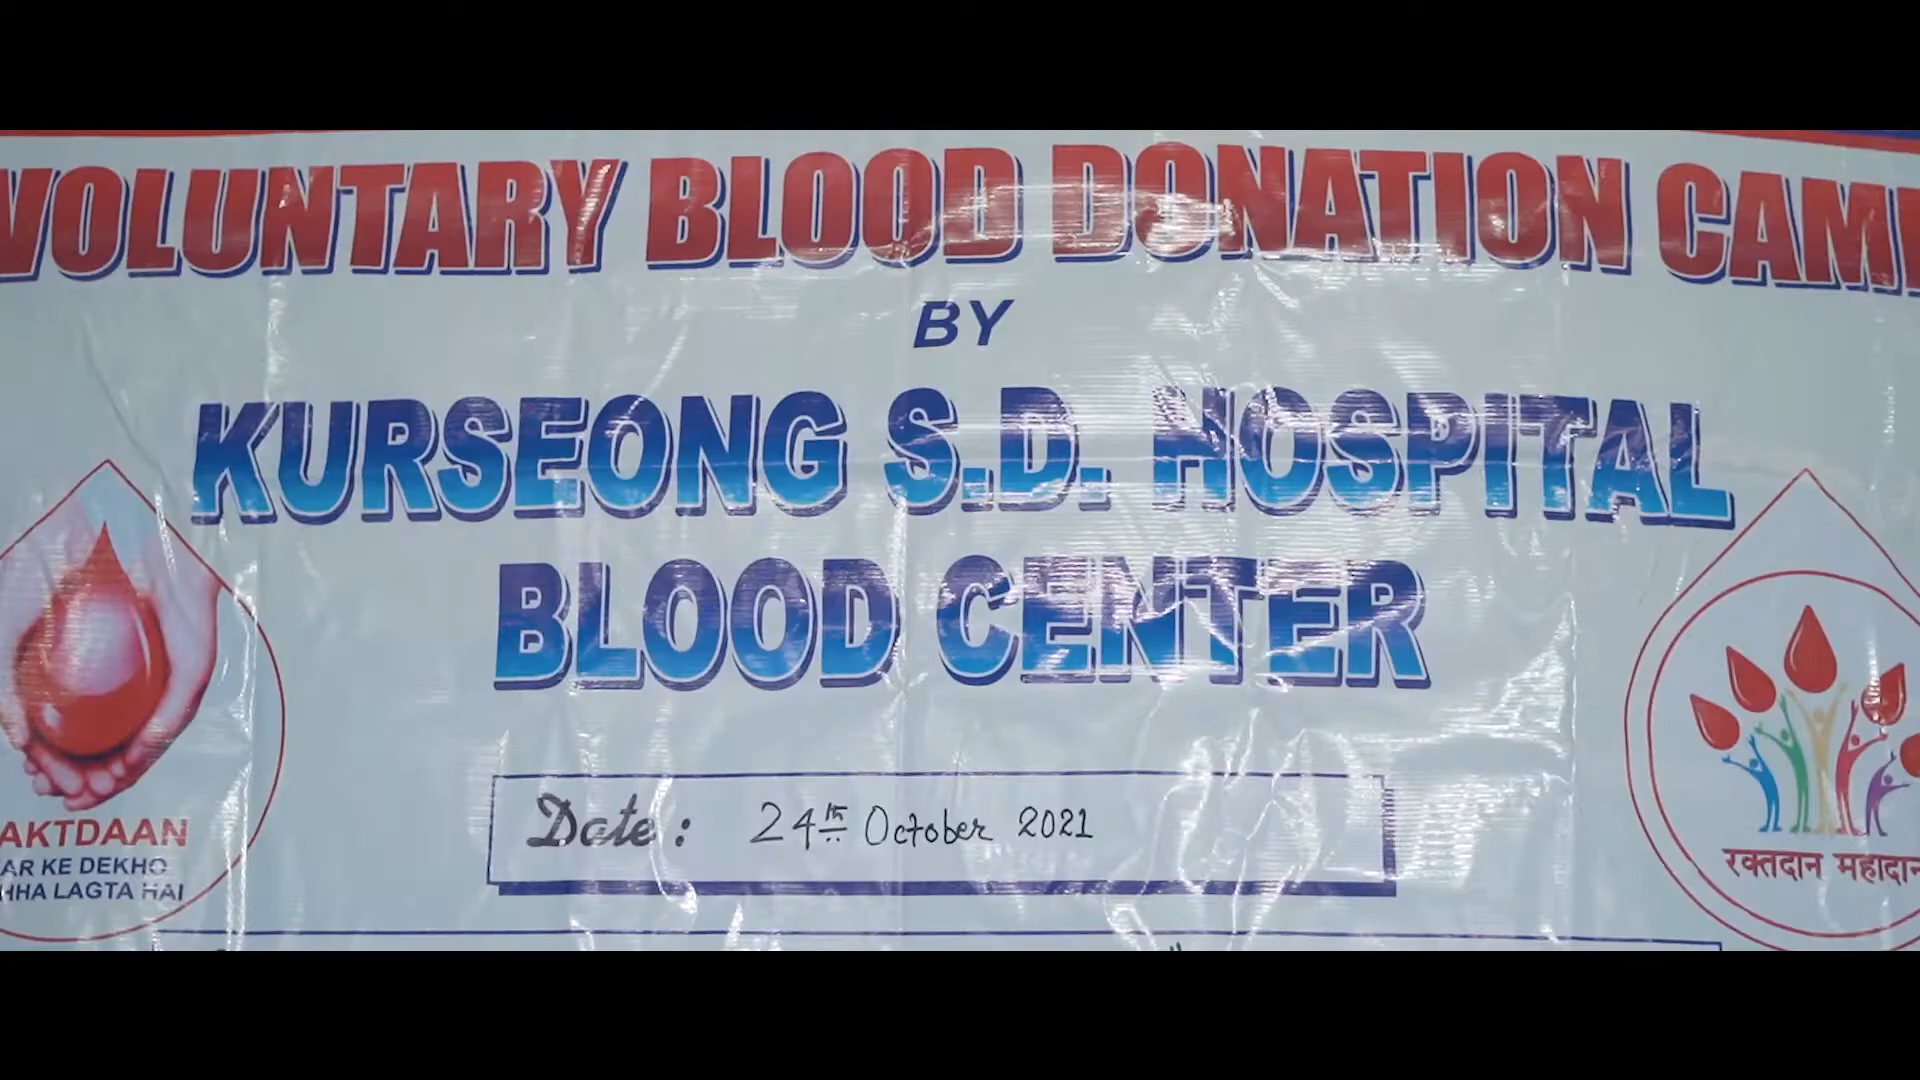 VOLUNTARY BLOOD DONATION CAM
BY
KURSEONG S.D. HOSPITAL
BLOOD CENTER
Date : 24th October 2021
AKTDAAN
AR KE DEKHO
HHA LAGTA HAI
रक्तदान महादान